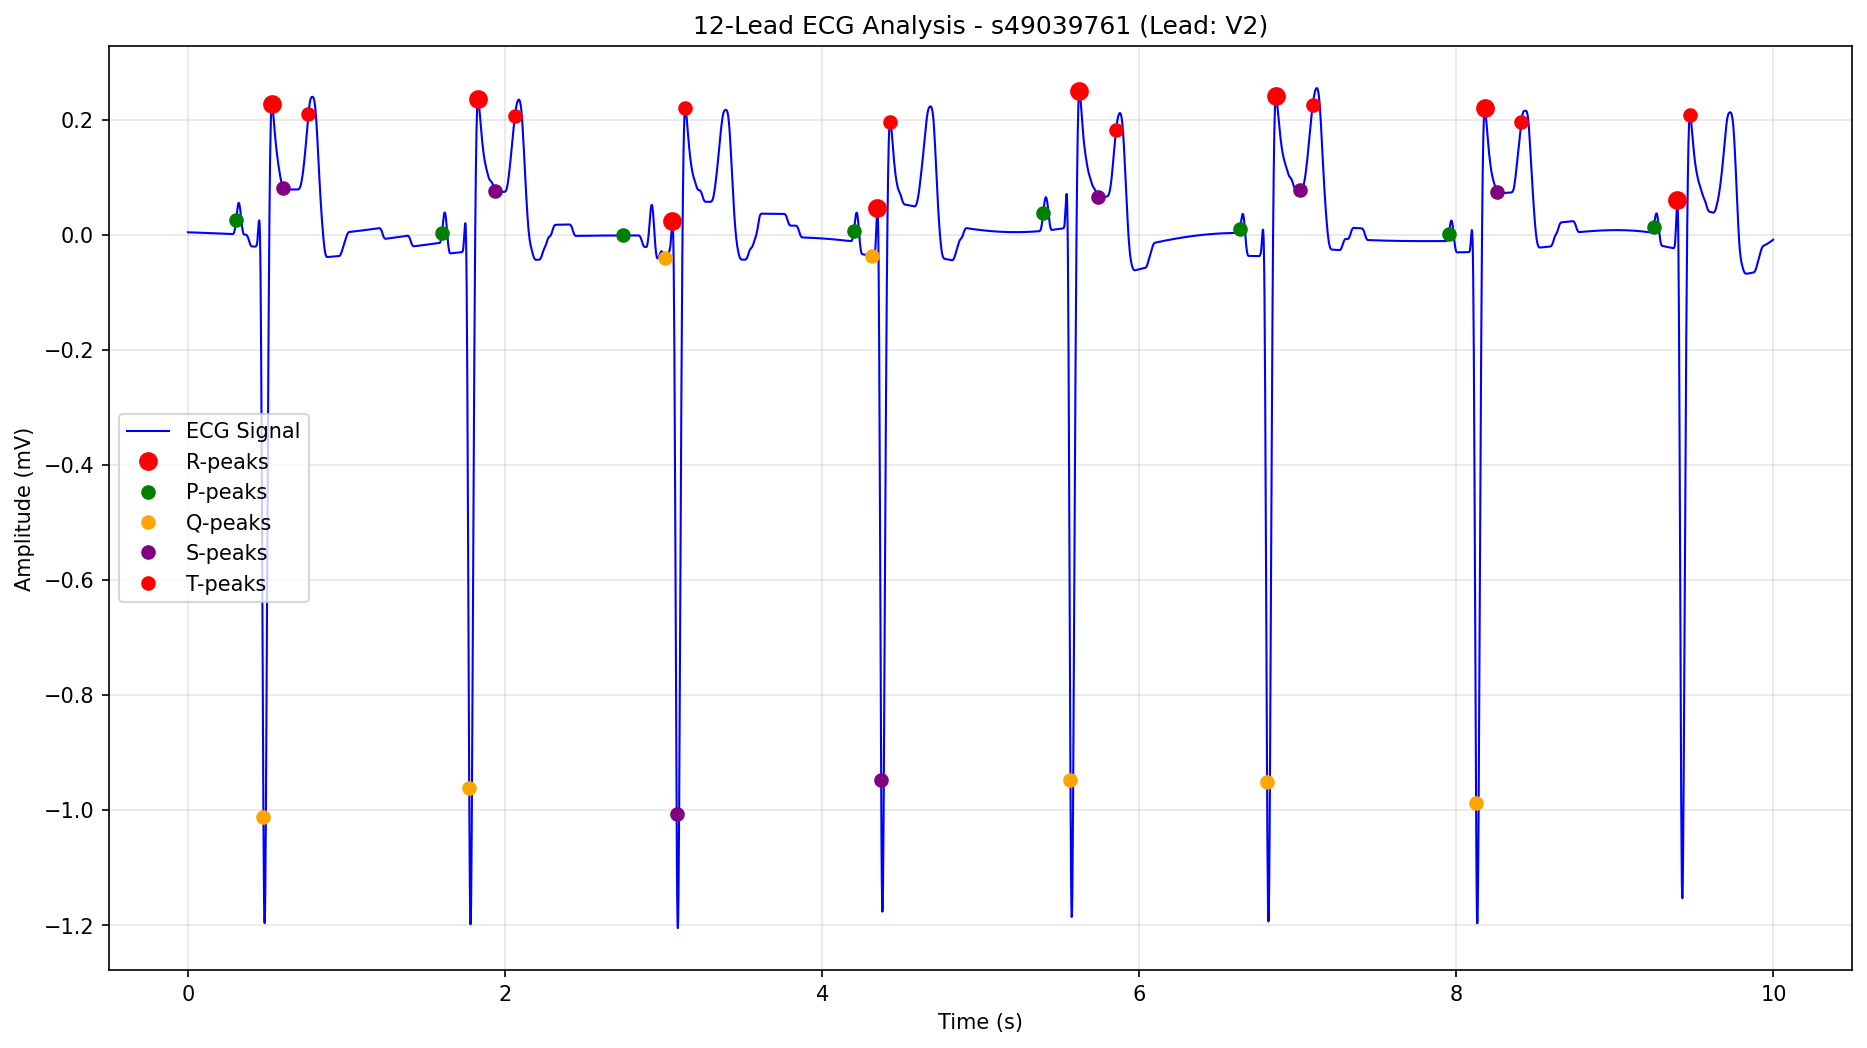 12-Lead ECG Analysis - s49039761 (Lead: V2)
Amplitude (mV)
0.2
0.0
−0.2
−0.4
−0.6
−0.8
−1.0
−1.2
ECG Signal
R-peaks
P-peaks
Q-peaks
S-peaks
T-peaks
0 2 4 6 8 10
Time (s)